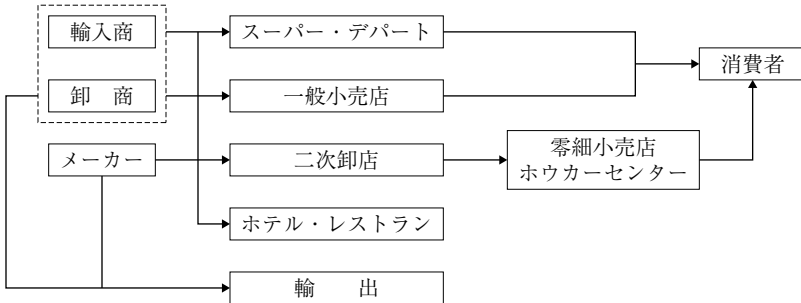 輸入商
スーパー・デパート
消費者
卸　商
一般小売店
メーカー
二次卸店
零細小売店
ホウカーセンター
ホテル・レストラン
輸　　出